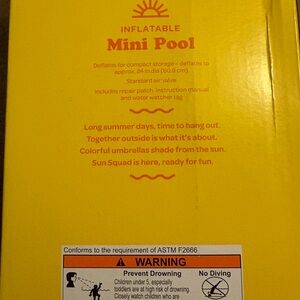 INFLATABLE
Mini Pool
Deflates for compact storage – deflates to
approx. 24 in dia (60.9 cm)
Standard air valve
Includes repair patch, instruction manual
and water watcher tag
Long summer days, time to hang out.
Together outside is what it's about.
Colorful umbrellas shade from the sun.
Sun Squad is here, ready for fun.
Conforms to the requirement of ASTM F2666
WARNING
Prevent Drowning
No Diving
Children under 5, especially
toddlers are at high risk of drowning.
Closely watch children who are